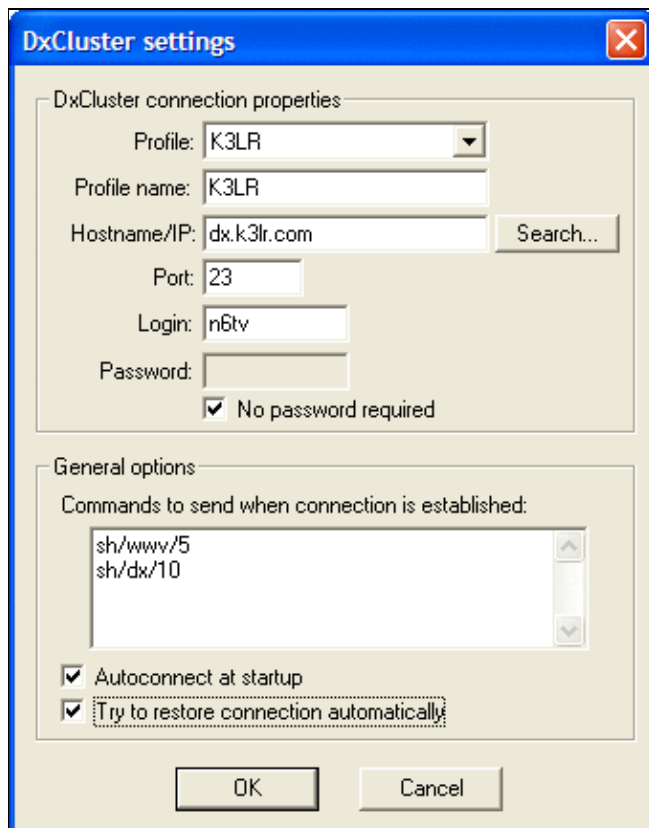 DxCluster settings
DxCluster connection properties
Profile: K3LR
Profile name: K3LR
Hostname/IP: dx.k3lr.com Search...
Port: 23
Login: n6tv
Password:
No password required
General options
Commands to send when connection is established:
sh/wwv/5
sh/dx/10
Autoconnect at startup
Try to restore connection automatically
OK Cancel